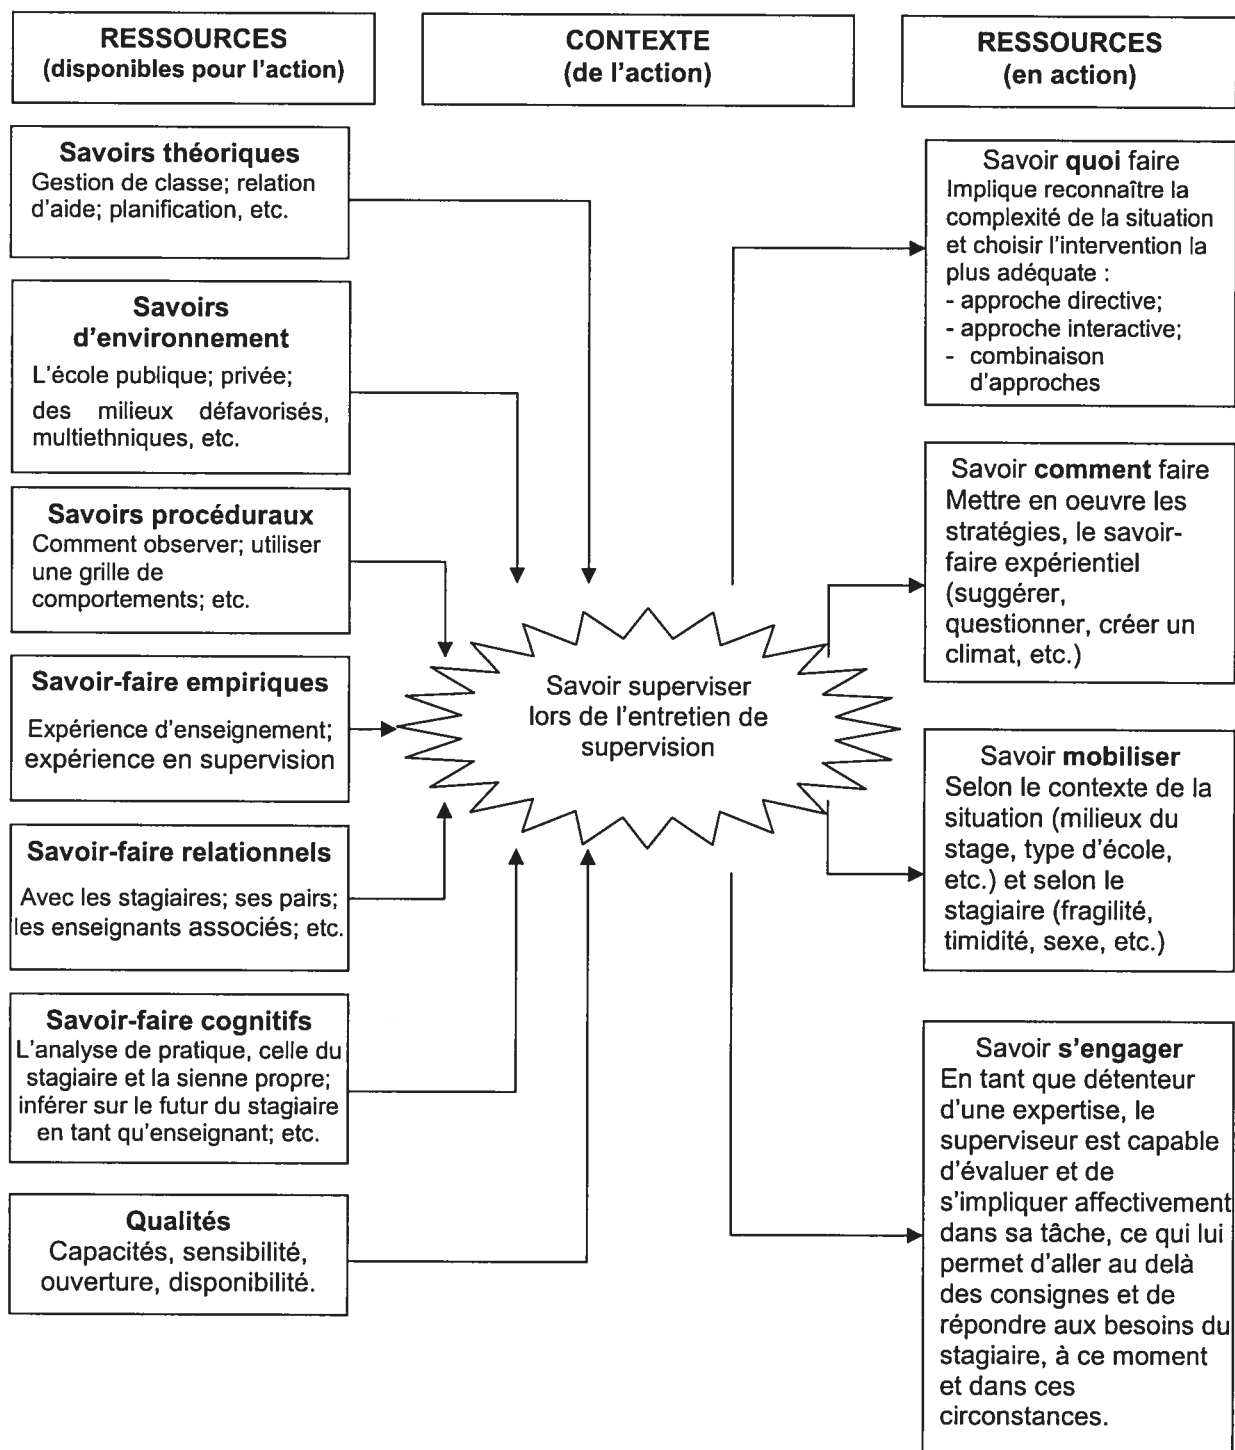 RESSOURCES
(disponibles pour l'action)
CONTEXTE
(de l'action)
RESSOURCES
(en action)
Savoirs théoriques
Gestion de classe; relation
d'aide; planification, etc.
Savoirs
d'environnement
L'école publique; privée;
des milieux défavorisés,
multiethniques, etc.
Savoirs procéduraux
Comment observer; utiliser
une grille de
comportements; etc.
Savoir-faire empiriques
Expérience d'enseignement;
expérience en supervision
Savoir-faire relationnels
Avec les stagiaires; ses pairs;
les enseignants associés; etc.
Savoir-faire cognitifs
L'analyse de pratique, celle du
stagiaire et la sienne propre;
inférer sur le futur du stagiaire
en tant qu'enseignant; etc.
Qualités
Capacités, sensibilité,
ouverture, disponibilité.
Savoir superviser
lors de l'entretien de
supervision
Savoir quoi faire
Implique reconnaître la
complexité de la situation
et choisir l'intervention la
plus adéquate :
- approche directive;
- approche interactive;
- combinaison
d'approches
Savoir comment faire
Mettre en oeuvre les
stratégies, le savoir-
faire expérientiel
(suggérer,
questionner, créer un
climat, etc.)
Savoir mobiliser
Selon le contexte de la
situation (milieux du
stage, type d'école,
etc.) et selon le
stagiaire (fragilité,
timidité, sexe, etc.)
Savoir s'engager
En tant que détenteur
d'une expertise, le
superviseur est capable
d'évaluer et de
s'impliquer affectivement
dans sa tâche, ce qui lui
permet d'aller au delà
des consignes et de
répondre aux besoins du
stagiaire, à ce moment
et dans ces
circonstances.